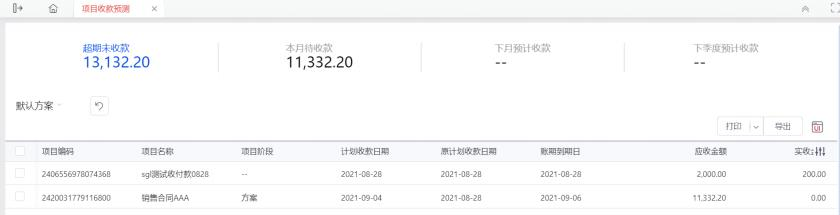 项目收款预测
超期未收款 本月待收款 下月预计收款 下季度预计收款
13,132.20 11,332.20 -- --
默认方案
打印 导出 UI
项目编码 项目名称 项目阶段 计划收款日期 原计划收款日期 账期到期日 应收金额 实收
2406556978074368 sgl测试收付款0828 -- 2021-08-28 2021-08-28 2021-08-28 2,000.00 200.00
2420031779116800 销售合同AAA 方案 2021-09-04 2021-08-28 2021-09-06 11,332.20 0.00